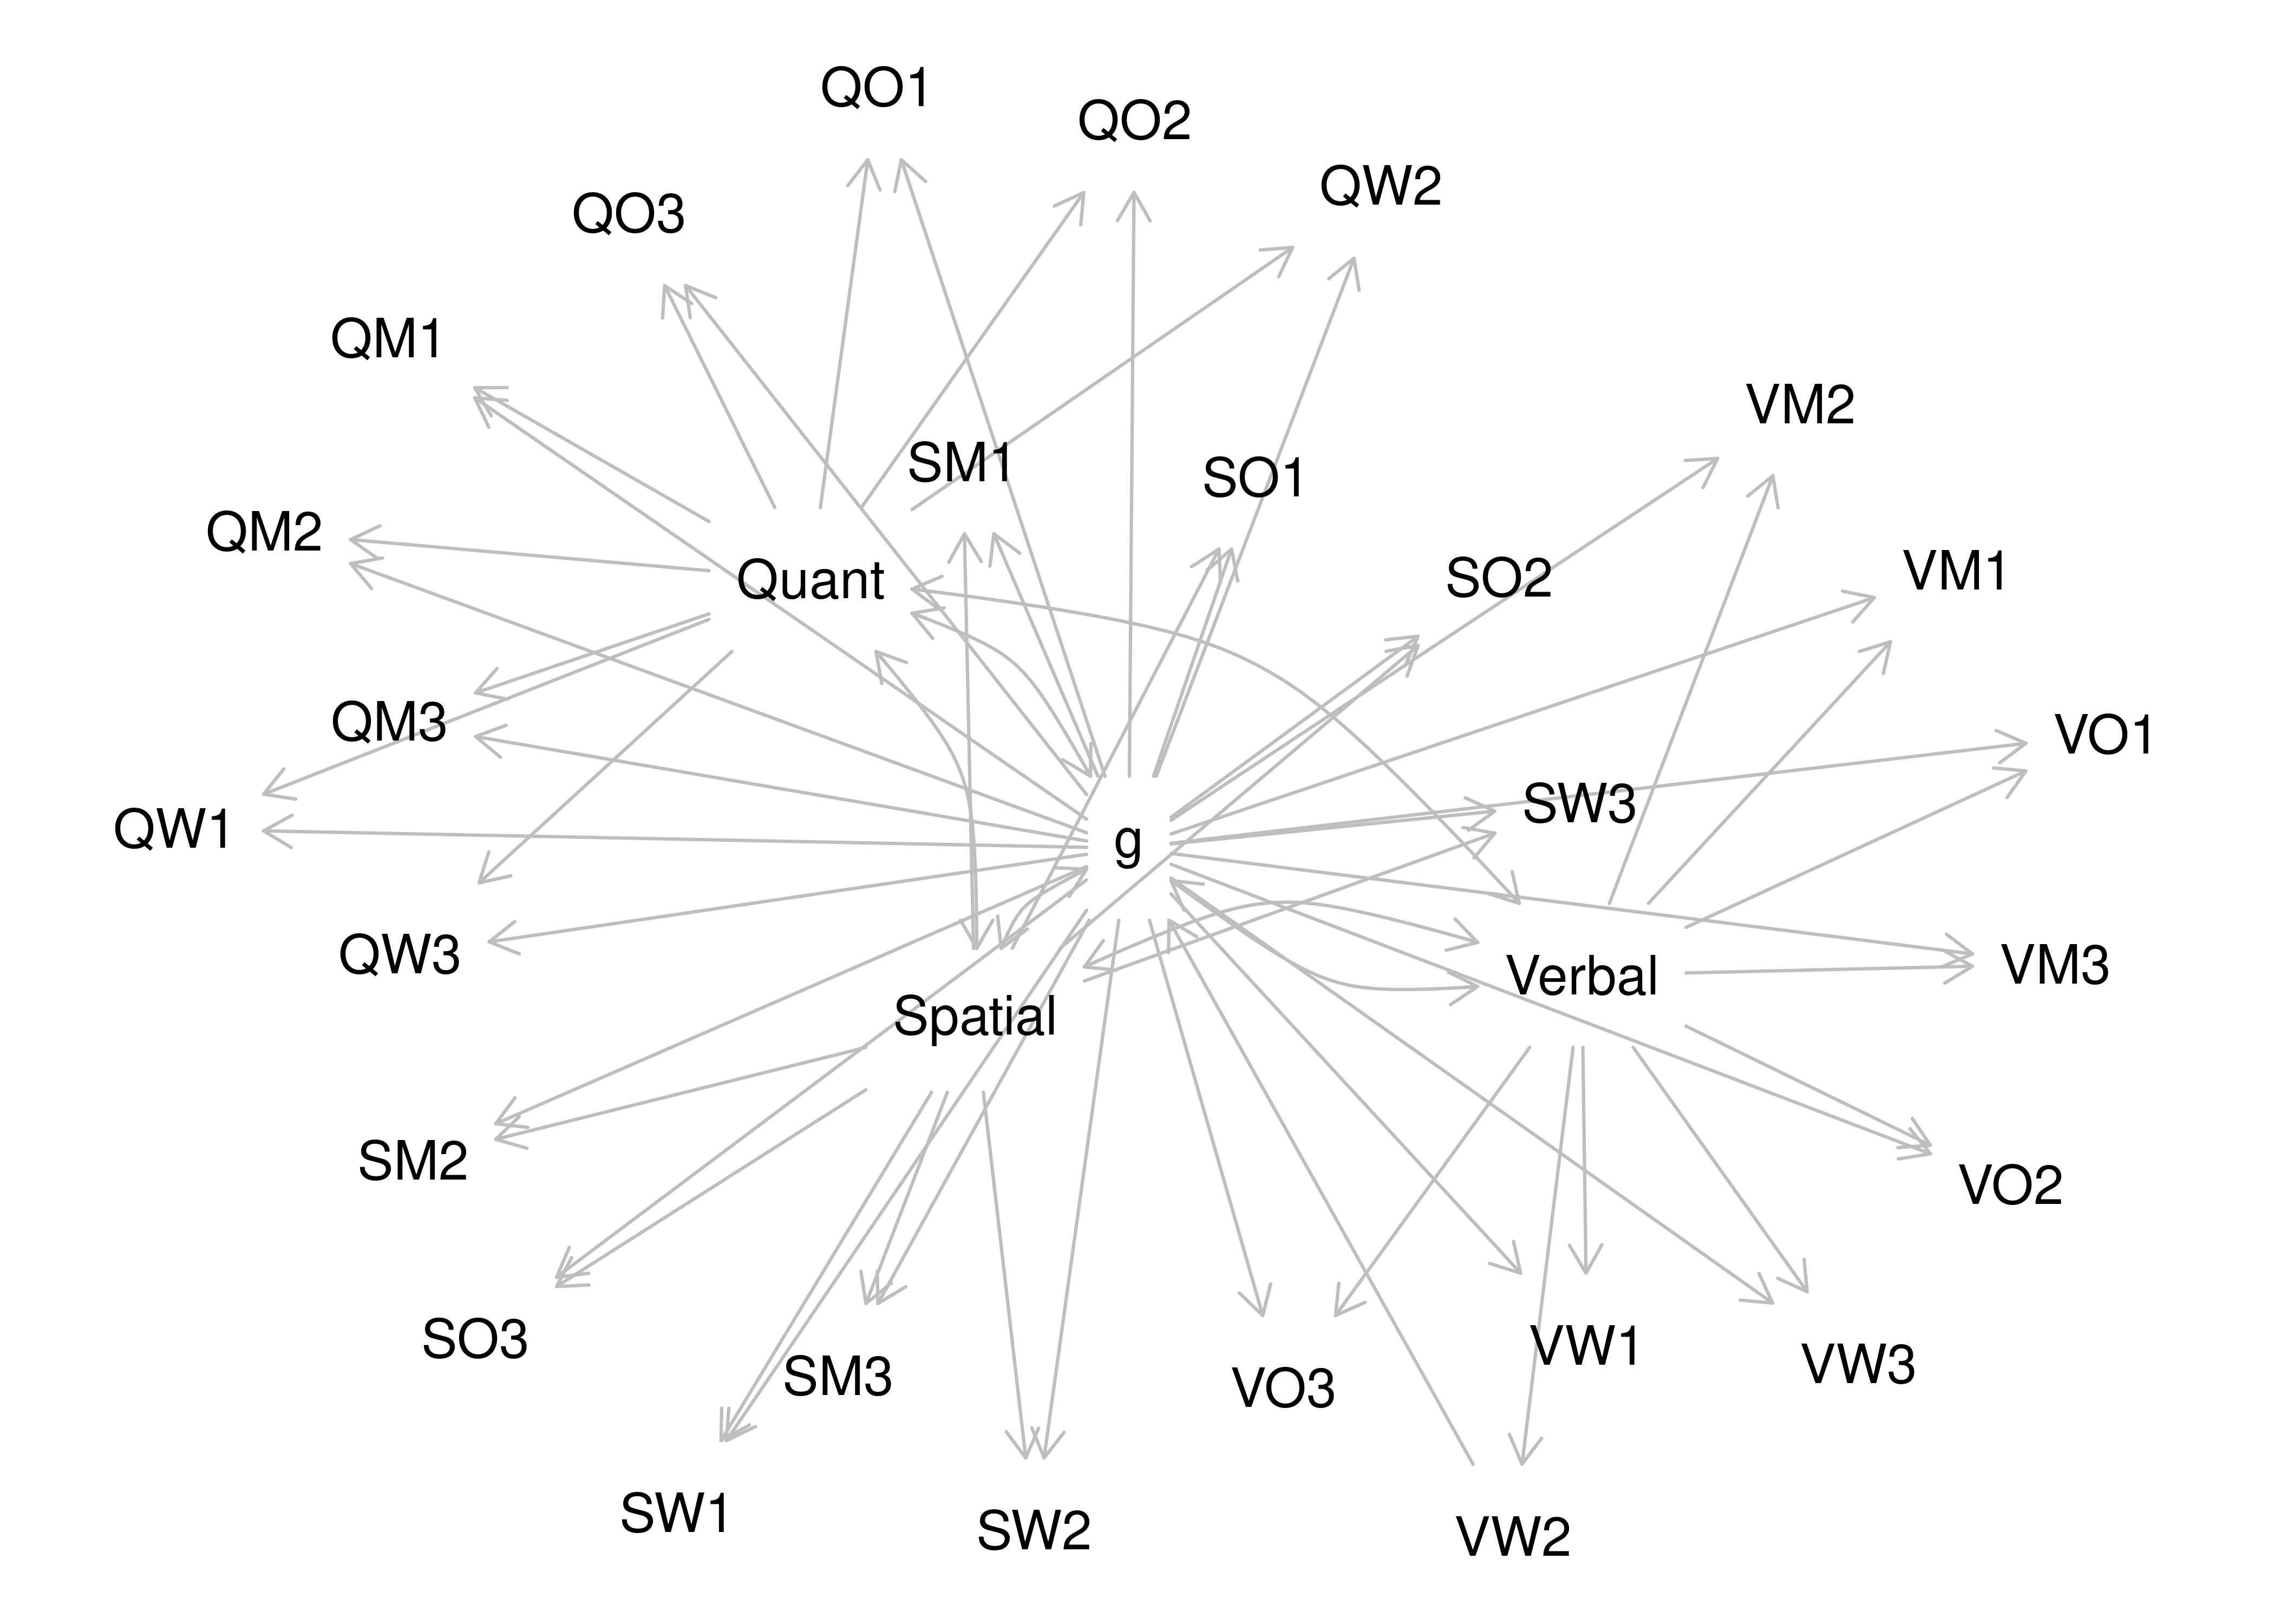 QO1
QO2
QW2
QO3
QM1
VM2
SM1
SO1
QM2
VM1
Quant
SO2
QM3
VO1
SW3
QW1
g
QW3
VM3
Verbal
Spatial
SM2
VO2
SO3
VW1
VW3
SM3
VO3
SW1
SW2
VW2